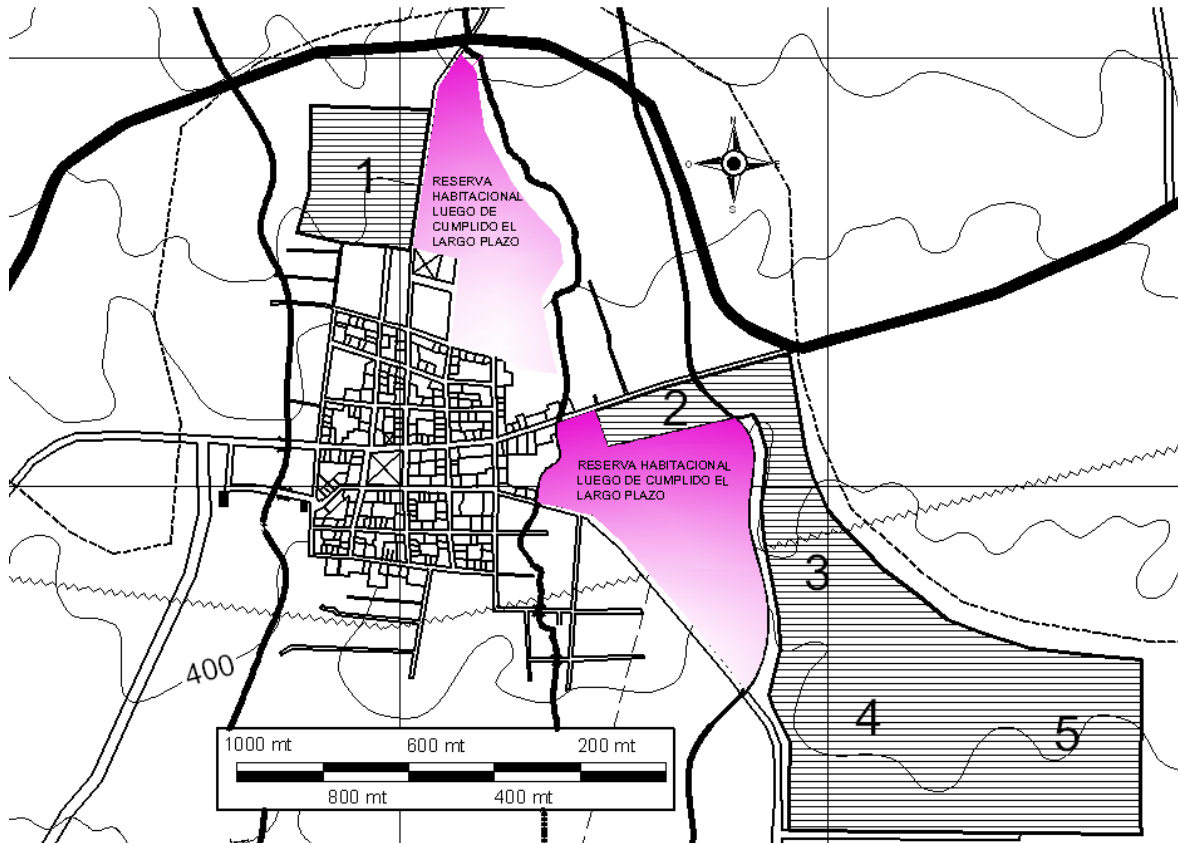 N
O
E
S
1
RESERVA
HABITACIONAL
LUEGO DE
CUMPLIDO EL
LARGO PLAZO
2
RESERVA HABITACIONAL
LUEGO DE CUMPLIDO EL
LARGO PLAZO
3
400
4
5
1000 mt 600 mt 200 mt
800 mt 400 mt